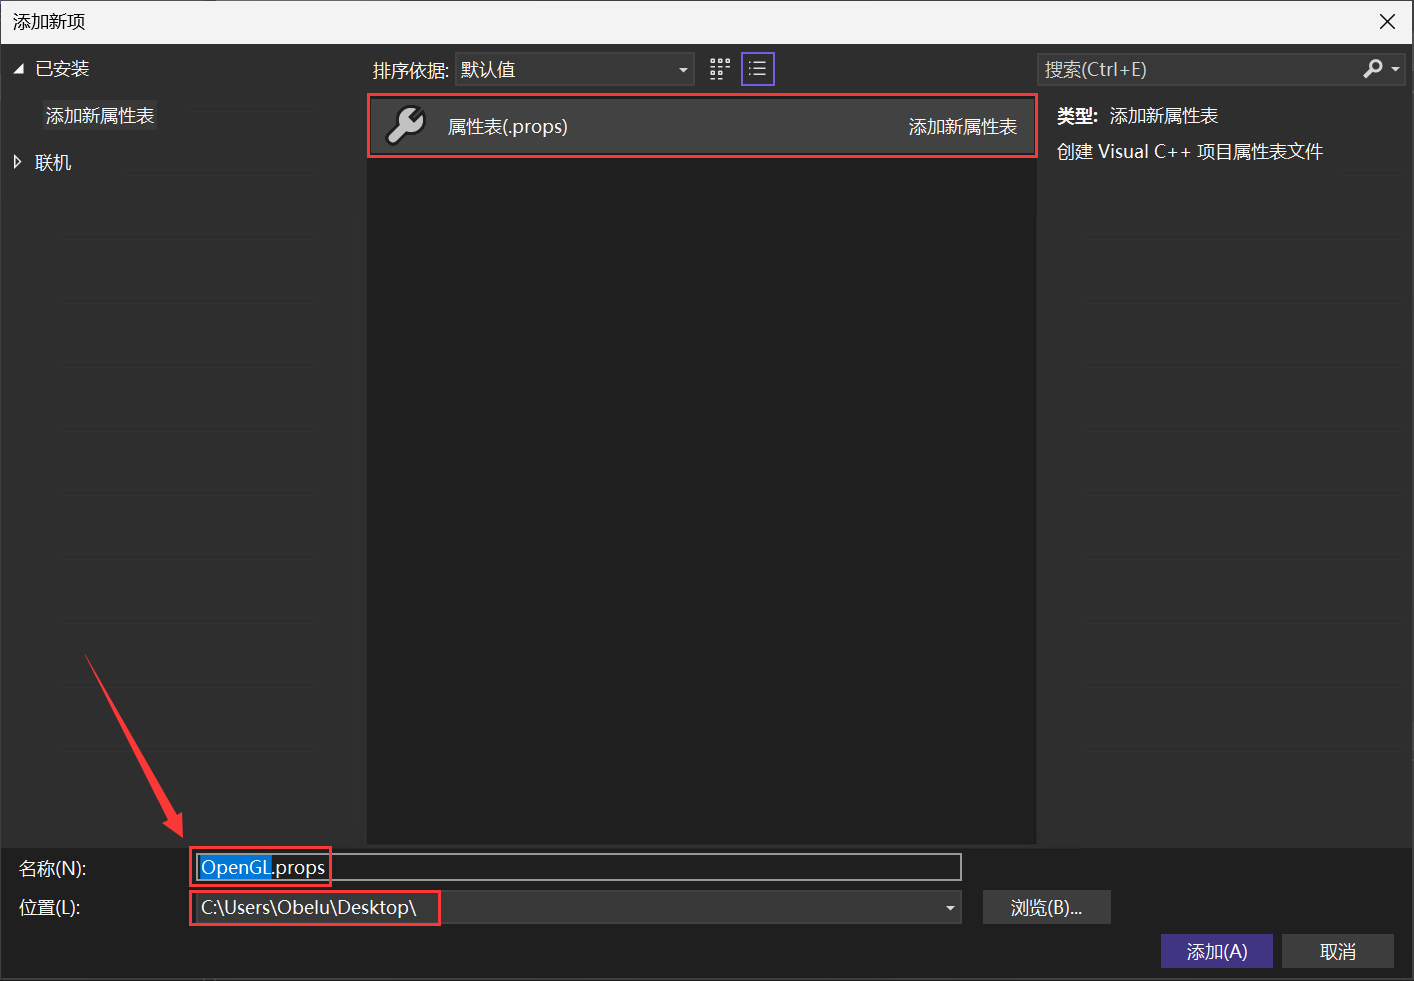 添加新项
已安装
添加新属性表
联机
排序依据: 默认值
属性表(.props) 添加新属性表
搜索(Ctrl+E)
类型: 添加新属性表
创建 Visual C++ 项目属性表文件
名称(N): OpenGL.props
位置(L): C:\Users\Obelu\Desktop\
浏览(B)...
添加(A) 取消